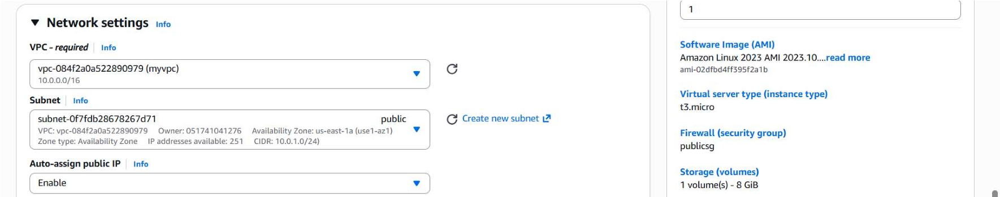 Network settings Info
VPC - required Info
vpc-084f2a0a522890979 (myvpc)
10.0.0.0/16
Subnet Info
subnet-0f7fdb28678267d71 public
VPC: vpc-084f2a0a522890979 Owner: 051741041276 Availability Zone: us-east-1a (use1-az1)
Zone type: Availability Zone IP addresses available: 251 CIDR: 10.0.1.0/24)
Create new subnet
Auto-assign public IP Info
Enable
1
Software Image (AMI)
Amazon Linux 2023 AMI 2023.10....read more
ami-02dfbd4ff395f2a1b
Virtual server type (instance type)
t3.micro
Firewall (security group)
publicsg
Storage (volumes)
1 volume(s) - 8 GiB